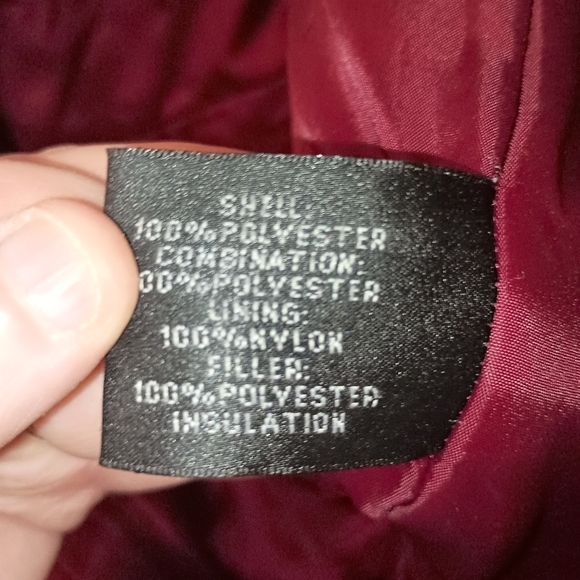 SHELL:
100%POLYESTER
COMBINATION:
00%POLYESTER
LINING:
100%NYLON
FILLER:
100%POLYESTER
INSULATION